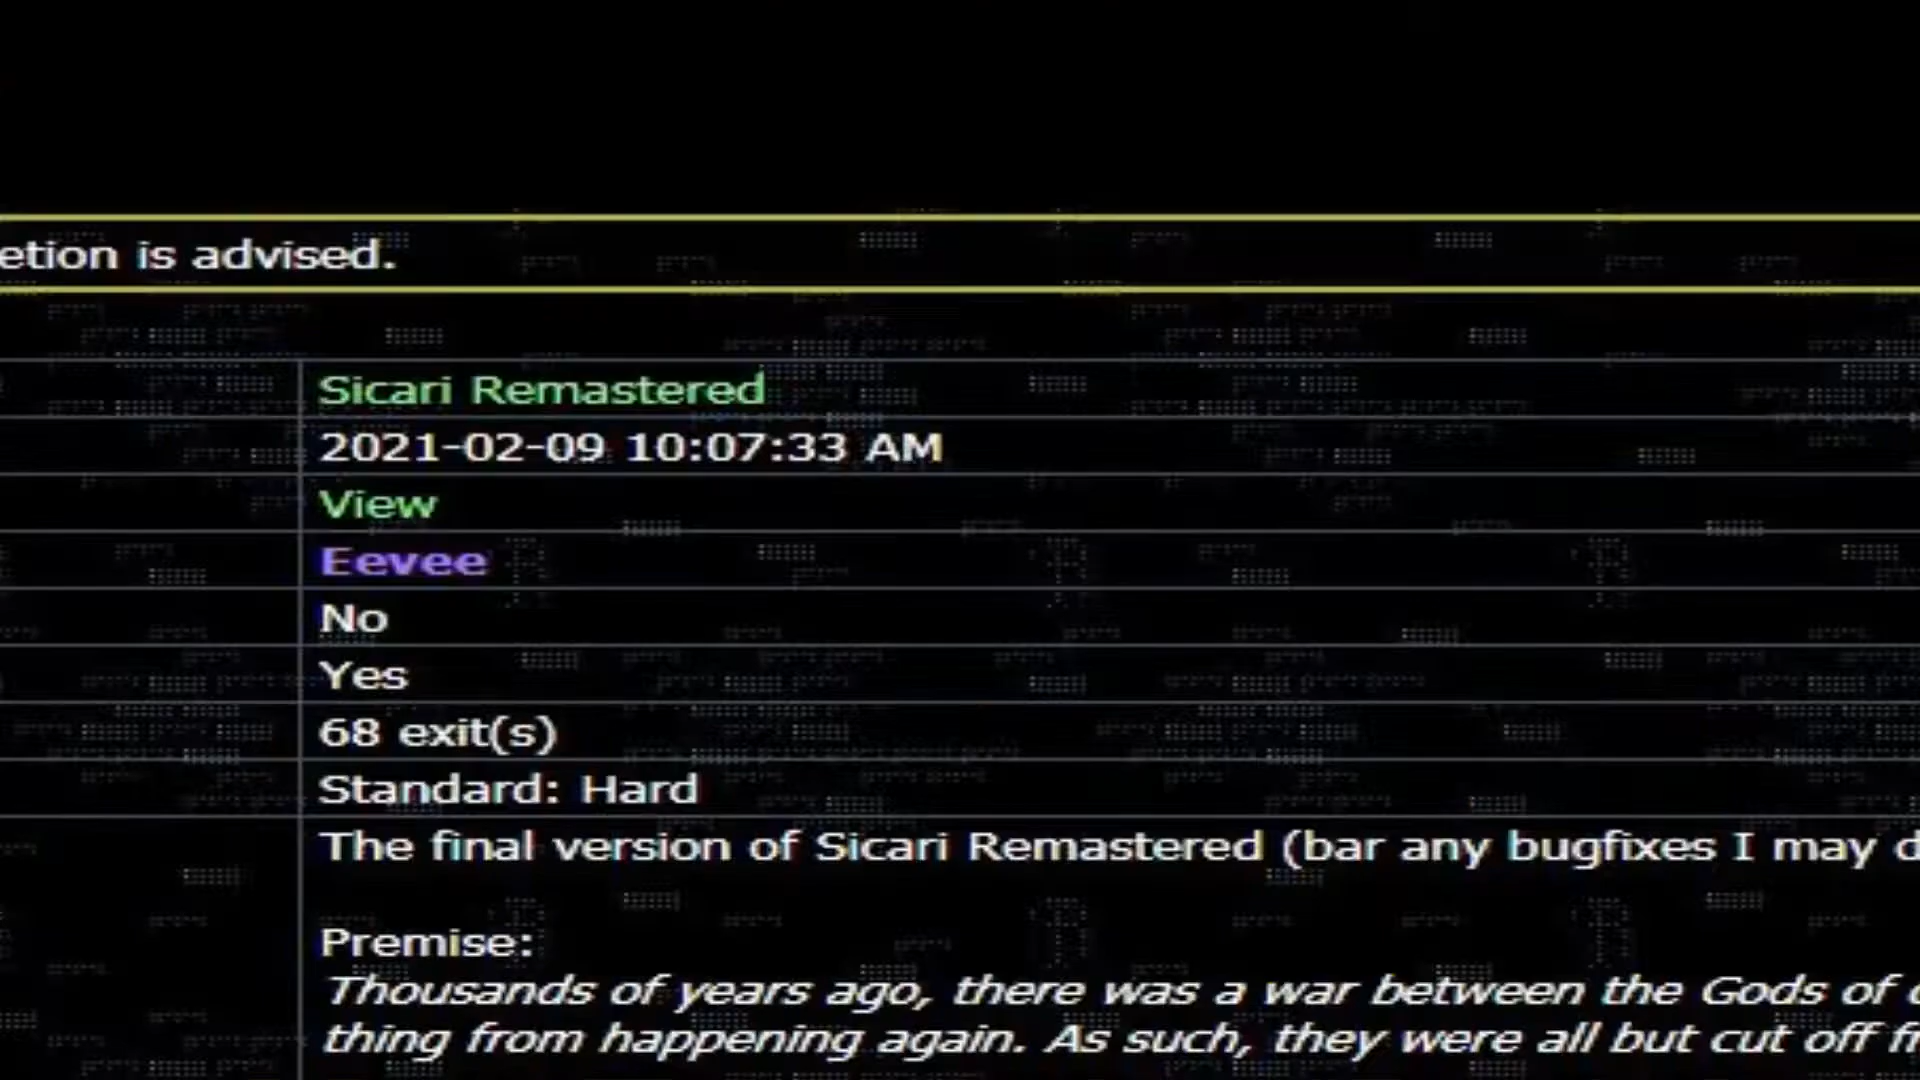 etion is advised.
Sicari Remastered
2021-02-09 10:07:33 AM
View
Eevee
No
Yes
68 exit(s)
Standard: Hard
The final version of Sicari Remastered (bar any bugfixes I may
Premise:
Thousands of years ago, there was a war between the Gods of
thing from happening again. As such, they were all but cut off